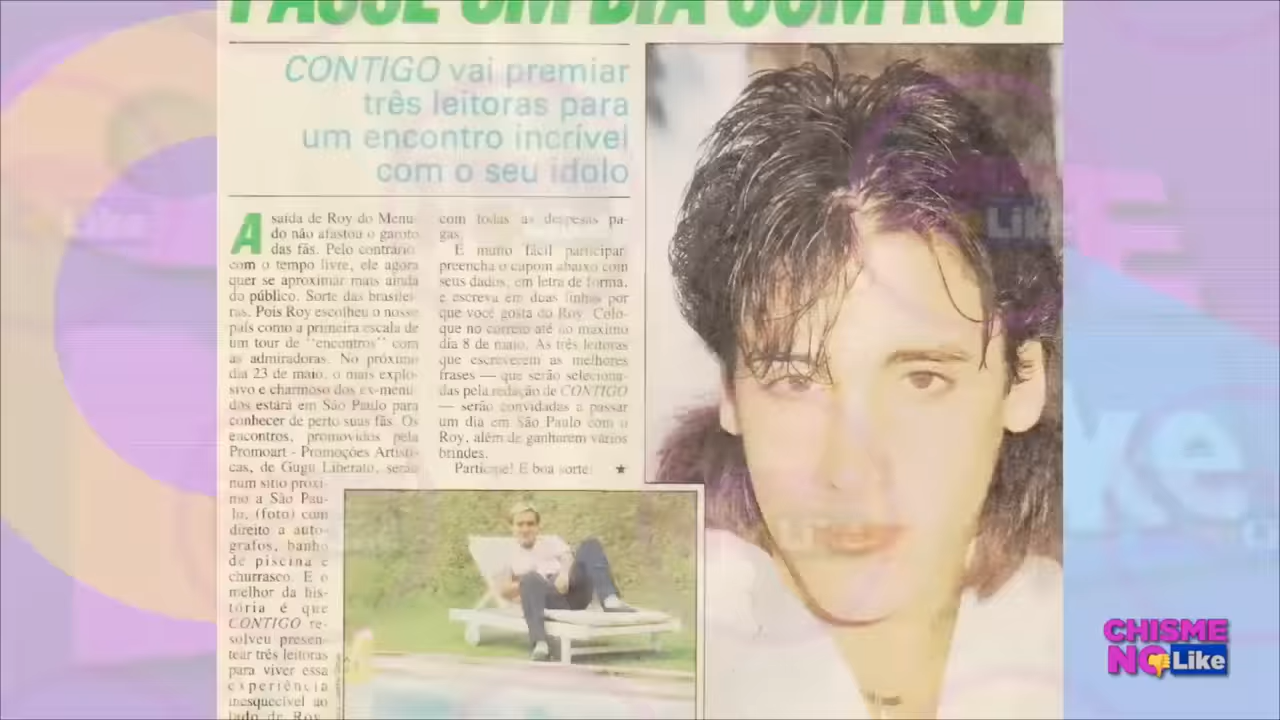 PASSE UM DIA COM ROY
CONTIGO vai premiar
três leitoras para
um encontro incrível
com o seu ídolo
A saída de Roy do Menu-
do não afastou o garoto
das fãs. Pelo contrário:
com o tempo livre, ele agora
quer se aproximar mais ainda
do público. Sorte das brasilei-
ras. Pois Roy escolheu o nosso
país como a primeira escala de
um tour de "encontros" com
as admiradoras. No próximo
dia 23 de maio, o mais explo-
sivo e charmoso dos ex-menu-
dos estará em São Paulo para
conhecer de perto suas fãs. Os
encontros, promovidos pela
Promoart - Promoções Artísti-
cas, de Gugu Liberato, serão
num sítio próxi-
mo a São Pau-
lo, (foto) com
direito a autó-
grafos, banho
de piscina e
churrasco. E o
melhor da his-
tória é que
CONTIGO re-
solveu presen-
tear três leitoras
para viver essa
experiência
inesquecível ao
lado de Roy,
com todas as despesas pa-
gas.
É muito fácil participar:
preencha o cupom abaixo com
seus dados, em letra de forma,
e escreva em duas linhas por
que você gosta do Roy. Colo-
que no correio até no máximo
dia 8 de maio. As três leitoras
que escreverem as melhores
frases — que serão seleciona-
das pela redação de CONTIGO
— serão convidadas a passar
um dia em São Paulo com o
Roy, além de ganharem vários
brindes.
Participe! E boa sorte! ★
Like
Like
ke
CHISME
NO Like